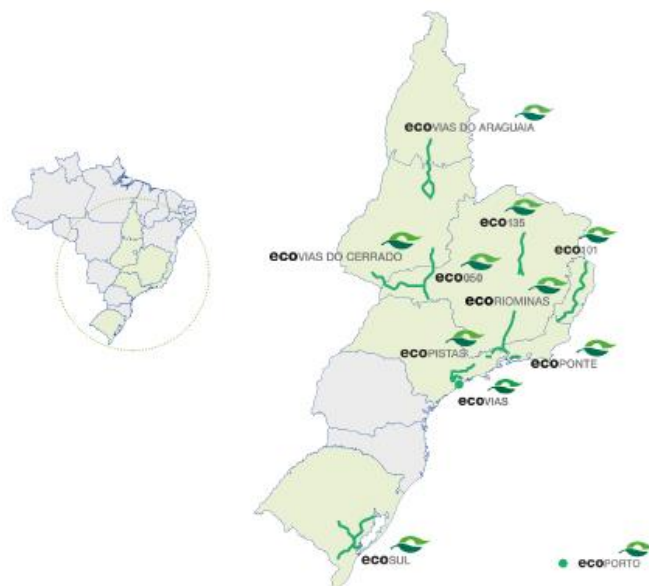 ecoVIAS DO ARAGUAIA
eco135
eco101
ecoVIAS DO CERRADO
eco050
ecoRIOMINAS
ecoPISTAS
ecoPONTE
ecoVIAS
ecoSUL
ecoPORTO